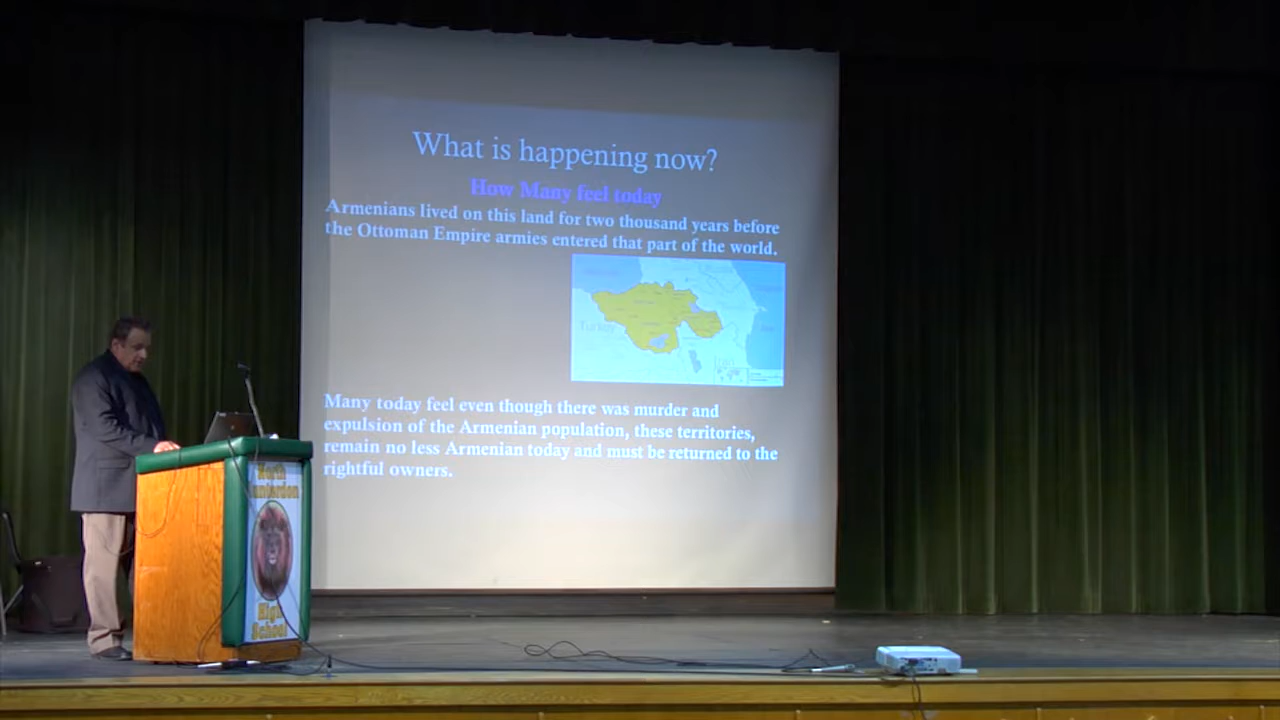 What is happening now?
How Many feel today
Armenians lived on this land for two thousand years before
the Ottoman Empire armies entered that part of the world.
Turkey
Iran
Many today feel even though there was murder and
expulsion of the Armenian population, these territories,
remain no less Armenian today and must be returned to the
rightful owners.
North
High
School